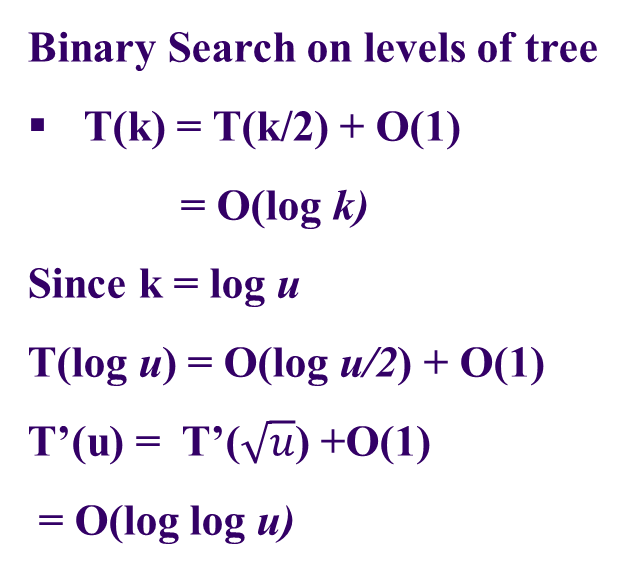 Binary Search on levels of tree
▪ T(k) = T(k/2) + O(1)
= O(log k)
Since k = log u
T(log u) = O(log u/2) + O(1)
T’(u) = T’(√u) +O(1)
= O(log log u)